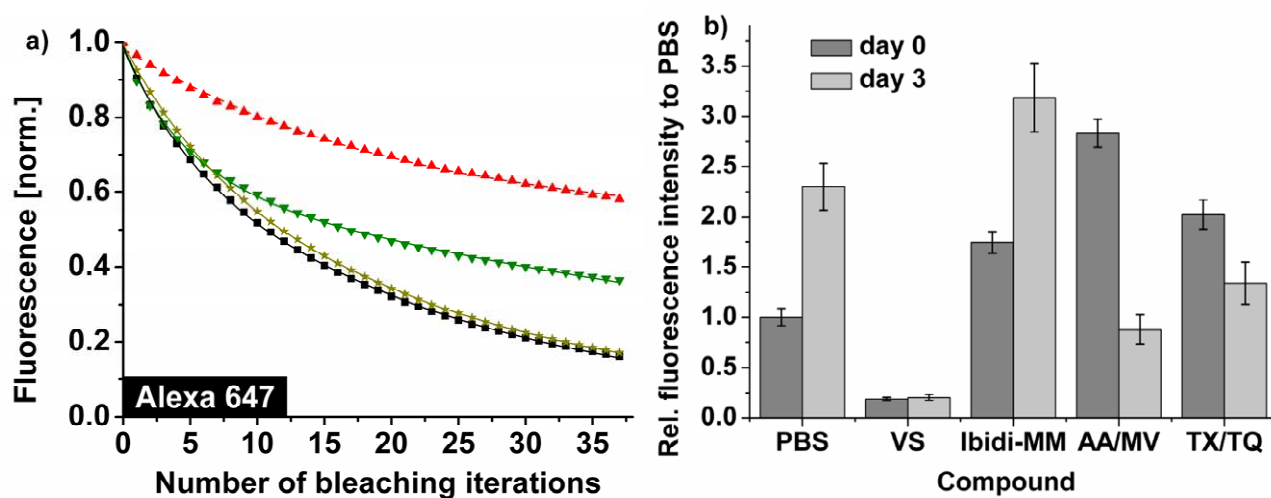 a)
Fluorescence [norm.]
1.0
0.8
0.6
0.4
0.2
0.0
Alexa 647
0 5 10 15 20 25 30 35
Number of bleaching iterations
b)
Rel. fluorescence intensity to PBS
day 0
day 3
3.5
3.0
2.5
2.0
1.5
1.0
0.5
0.0
PBS VS Ibidi-MM AA/MV TX/TQ
Compound